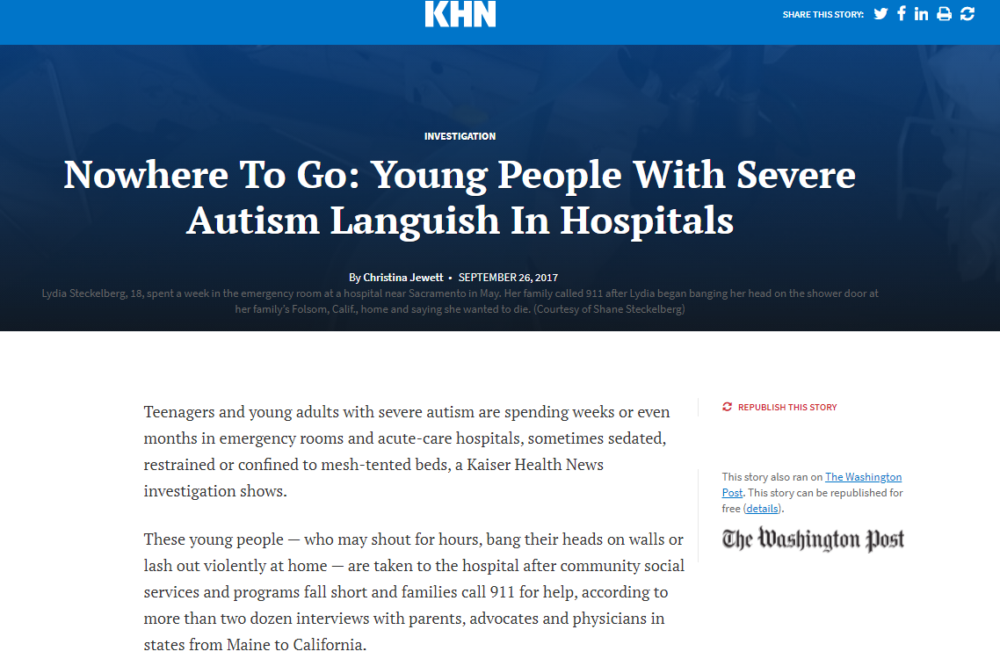 KHN
SHARE THIS STORY:
INVESTIGATION
Nowhere To Go: Young People With Severe
Autism Languish In Hospitals
By Christina Jewett • SEPTEMBER 26, 2017
Lydia Steckelberg, 18, spent a week in the emergency room at a hospital near Sacramento in May. Her family called 911 after Lydia began banging her head on the shower door at
her family's Folsom, Calif., home and saying she wanted to die. (Courtesy of Shane Steckelberg)
Teenagers and young adults with severe autism are spending weeks or even
months in emergency rooms and acute-care hospitals, sometimes sedated,
restrained or confined to mesh-tented beds, a Kaiser Health News
investigation shows.
These young people — who may shout for hours, bang their heads on walls or
lash out violently at home — are taken to the hospital after community social
services and programs fall short and families call 911 for help, according to
more than two dozen interviews with parents, advocates and physicians in
states from Maine to California.
REPUBLISH THIS STORY
This story also ran on The Washington
Post. This story can be republished for
free (details).
The Washington Post